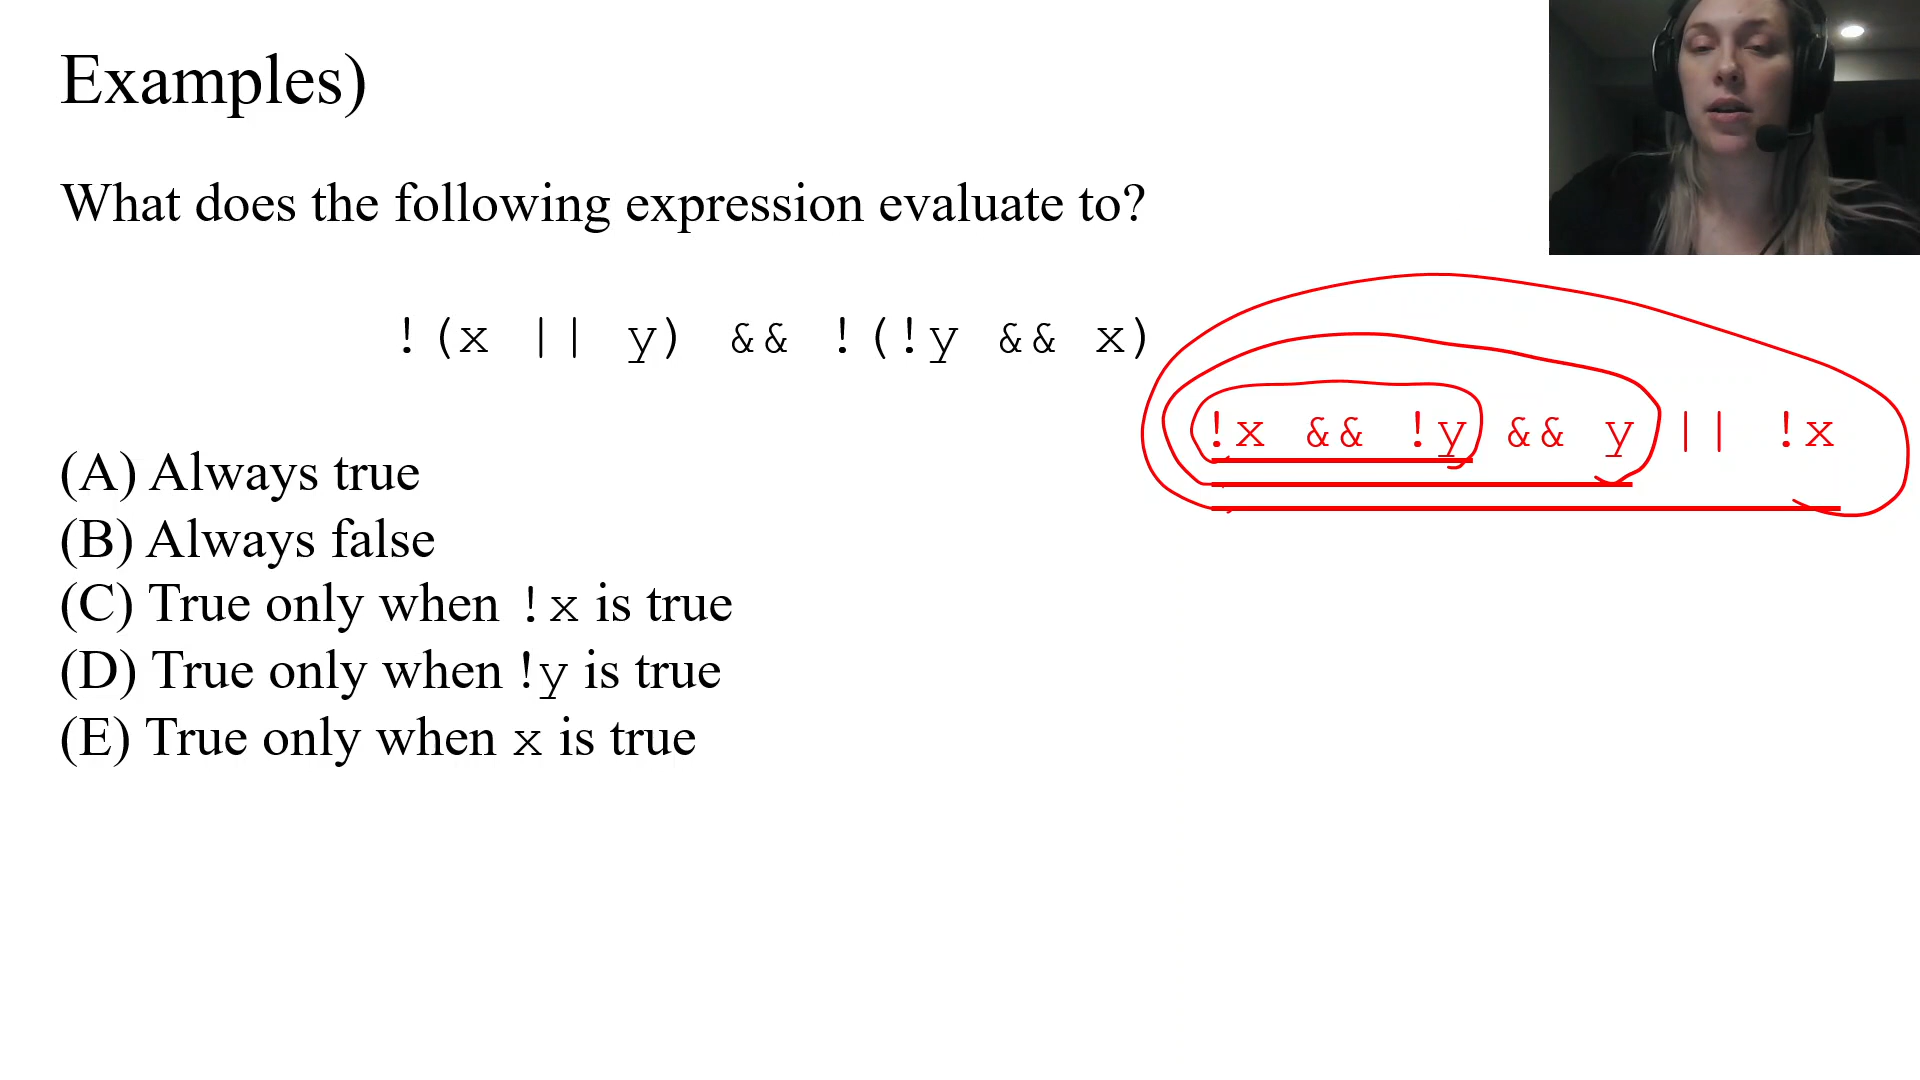 Examples)
What does the following expression evaluate to?
!(x || y) && !(!y && x)
!x && !y && y || !x
(A) Always true
(B) Always false
(C) True only when !x is true
(D) True only when !y is true
(E) True only when x is true